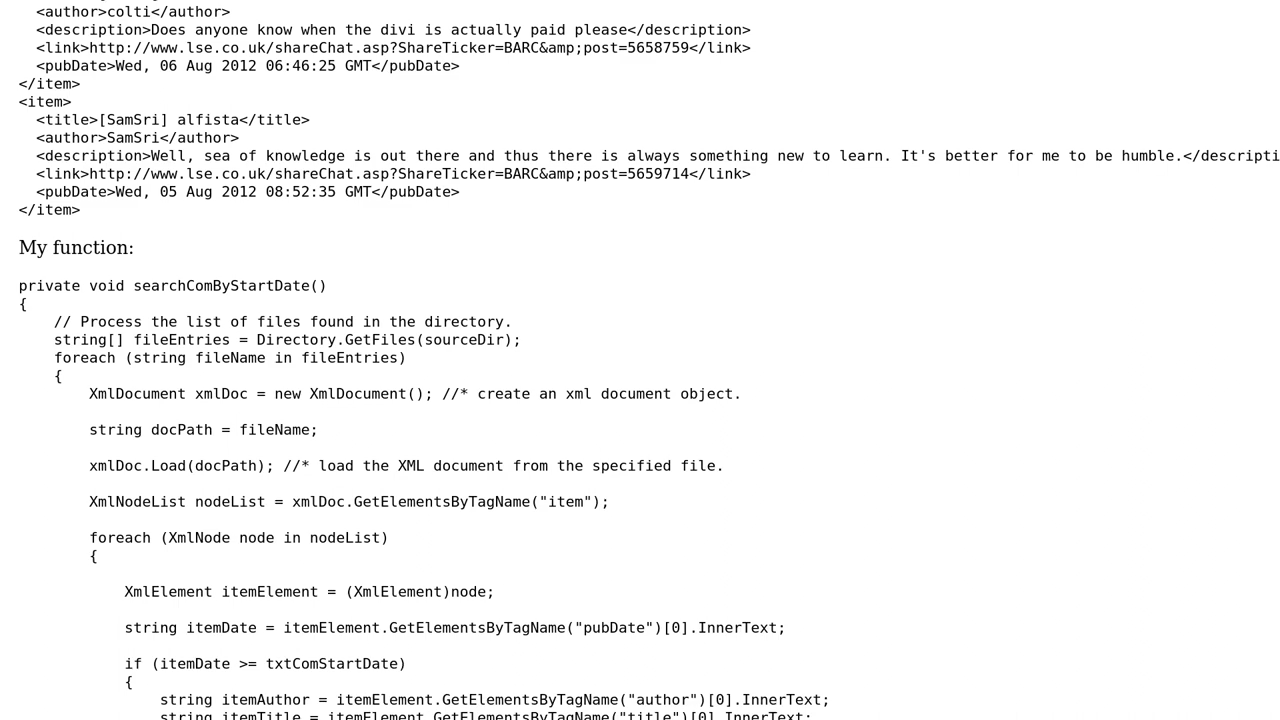 <author>colti</author>
<description>Does anyone know when the divi is actually paid please</description>
<link>http://www.lse.co.uk/shareChat.asp?ShareTicker=BARC&amp;post=5658759</link>
<pubDate>Wed, 06 Aug 2012 06:46:25 GMT</pubDate>
</item>
<item>
<title>[SamSri] alfista</title>
<author>SamSri</author>
<description>Well, sea of knowledge is out there and thus there is always something new to learn. It's better for me to be humble.</descripti
<link>http://www.lse.co.uk/shareChat.asp?ShareTicker=BARC&amp;post=5659714</link>
<pubDate>Wed, 05 Aug 2012 08:52:35 GMT</pubDate>
</item>
My function:
private void searchComByStartDate()
{
// Process the list of files found in the directory.
string[] fileEntries = Directory.GetFiles(sourceDir);
foreach (string fileName in fileEntries)
{
XmlDocument xmlDoc = new XmlDocument(); //* create an xml document object.
string docPath = fileName;
xmlDoc.Load(docPath); //* load the XML document from the specified file.
XmlNodeList nodeList = xmlDoc.GetElementsByTagName("item");
foreach (XmlNode node in nodeList)
{
XmlElement itemElement = (XmlElement)node;
string itemDate = itemElement.GetElementsByTagName("pubDate")[0].InnerText;
if (itemDate >= txtComStartDate)
{
string itemAuthor = itemElement.GetElementsByTagName("author")[0].InnerText;
string itemTitle = itemElement.GetElementsByTagName("title")[0].InnerText;